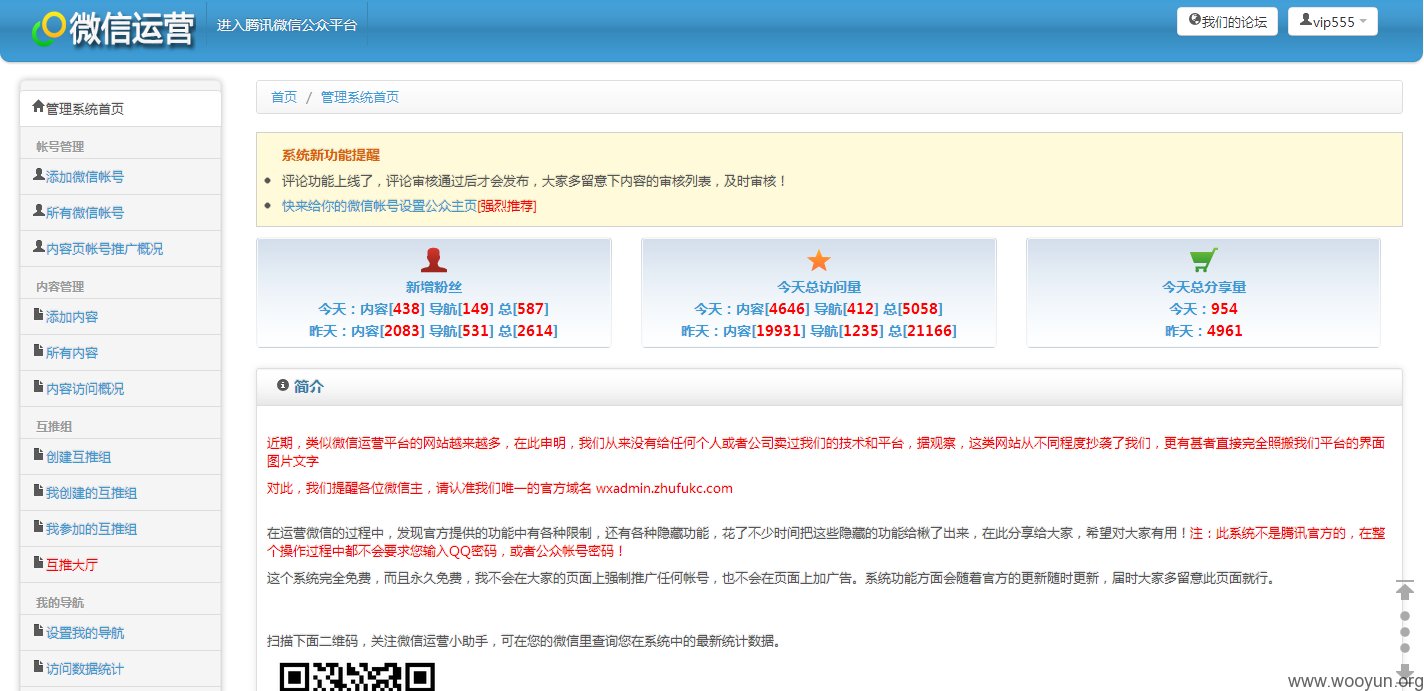 微信运营
进入腾讯微信公众平台
我们的论坛
vip555
管理系统首页
帐号管理
添加微信帐号
所有微信帐号
内容页帐号推广概况
内容管理
添加内容
所有内容
内容访问概况
互推组
创建互推组
我创建的互推组
我参加的互推组
互推大厅
我的导航
设置我的导航
访问数据统计
首页 / 管理系统首页
系统新功能提醒
评论功能上线了，评论审核通过后才会发布，大家多留意下内容的审核列表，及时审核！
快来给你的微信帐号设置公众主页[强烈推荐]
新增粉丝
今天：内容[438] 导航[149] 总[587]
昨天：内容[2083] 导航[531] 总[2614]
今天总访问量
今天：内容[4646] 导航[412] 总[5058]
昨天：内容[19931] 导航[1235] 总[21166]
今天总分享量
今天：954
昨天：4961
简介
近期，类似微信运营平台的网站越来越多，在此申明，我们从来没有给任何个人或者公司卖过我们的技术和平台，据观察，这类网站从不同程度抄袭了我们，更有甚者直接完全照搬我们平台的界面
图片文字
对此，我们提醒各位微信主，请认准我们唯一的官方域名 wxadmin.zhufukc.com
在运营微信的过程中，发现官方提供的功能中有各种限制，还有各种隐藏功能，花了不少时间把这些隐藏的功能给楸了出来，在此分享给大家，希望对大家有用！注：此系统不是腾讯官方的，在整
个操作过程中都不会要求您输入QQ密码，或者公众帐号密码！
这个系统完全免费，而且永久免费，我不会在大家的页面上强制推广任何帐号，也不会在页面上加广告。系统功能方面会随着官方的更新随时更新，届时大家多留意此页面就行。
扫描下面二维码，关注微信运营小助手，可在您的微信里查询您在系统中的最新统计数据。
www.wooyun.org